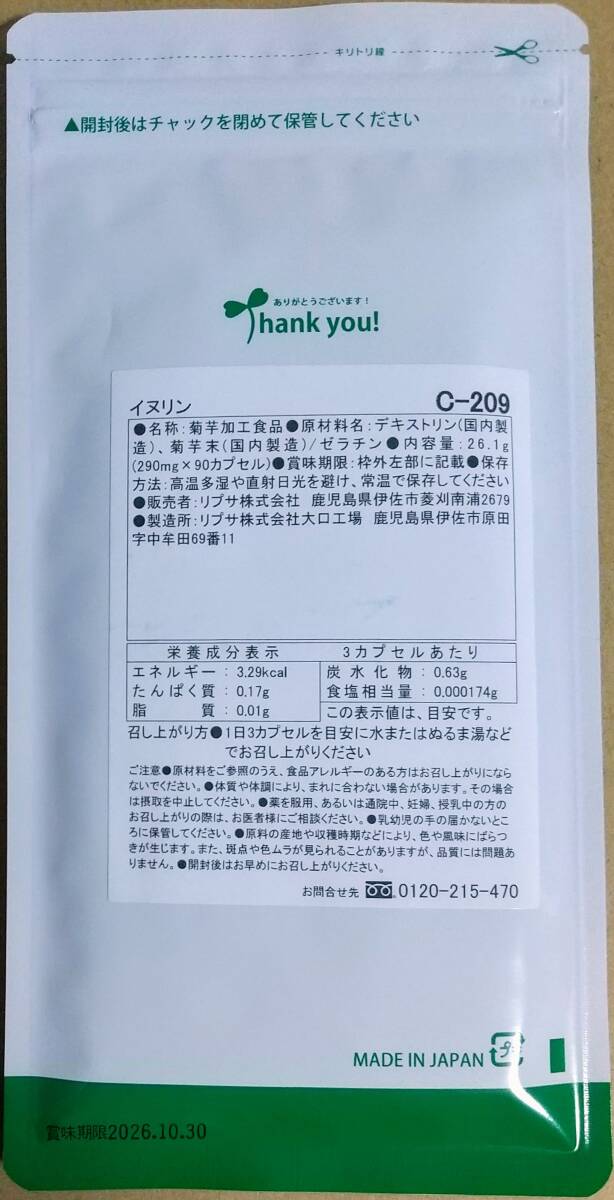 キリトリ線
▲開封後はチャックを閉めて保管してください
ありがとうございます!
Thank you!
イヌリン C-209
●名称:菊芋加工食品●原材料名:デキストリン(国内製
造)、菊芋末(国内製造)/ゼラチン●内容量:26.1g
(290mg×90カプセル)●賞味期限:枠外左部に記載●保存
方法:高温多湿や直射日光を避け、常温で保存してください
●販売者:リプサ株式会社 鹿児島県伊佐市菱刈南浦2679
●製造所:リプサ株式会社大口工場 鹿児島県伊佐市原田
字中牟田69番11
栄養成分表示 3カプセルあたり
エネルギー: 3.29kcal 炭水化物: 0.63g
たんぱく質: 0.17g 食塩相当量: 0.000174g
脂質: 0.01g この表示値は、目安です。
召し上がり方●1日3カプセルを目安に水またはぬるま湯など
でお召し上がりください
ご注意●原材料をご参照のうえ、食品アレルギーのある方はお召し上がりになら
ないでください。●体質や体調により、まれに合わない場合があります。その場合
は摂取を中止してください。●薬を服用、あるいは通院中、妊婦、授乳中の方の
お召し上がりの際は、お医者様にご相談ください。●乳幼児の手の届かないとこ
ろに保管してください。●原料の産地や収穫時期などにより、色や風味にばらつ
きが生じます。また、斑点や色ムラが見られることがありますが、品質には問題あ
りません。●開封後はお早めにお召し上がりください。
お問合せ先 0120-215-470
MADE IN JAPAN プラ
賞味期限2026.10.30